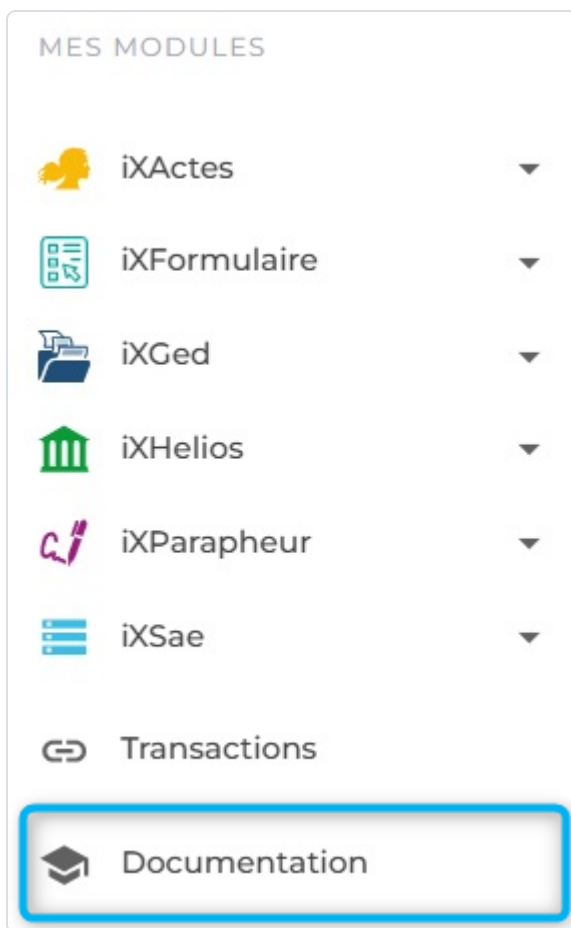 MES MODULES
iXActes
iXFormulaire
iXGed
iXHelios
iXParapheur
iXSae
Transactions
Documentation